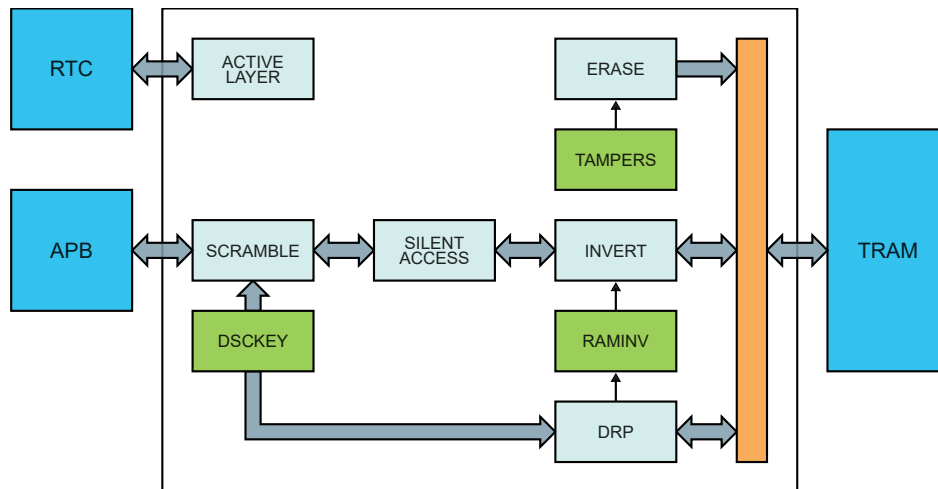 RTC
ACTIVE
LAYER
ERASE
TAMPERS
APB
SCRAMBLE
SILENT
ACCESS
INVERT
TRAM
DSCKEY
RAMINV
DRP